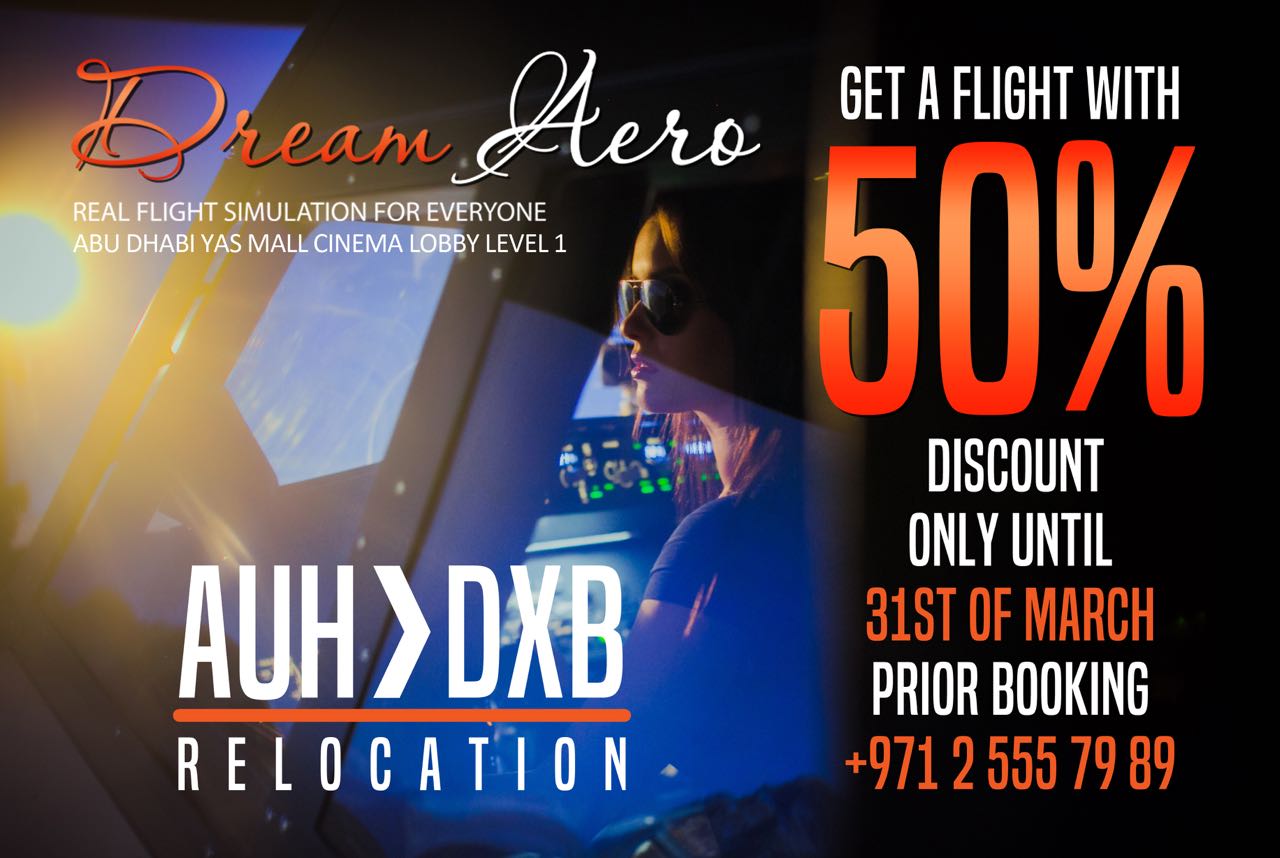 Dream Aero
REAL FLIGHT SIMULATION FOR EVERYONE
ABU DHABI YAS MALL CINEMA LOBBY LEVEL 1
AUH❯DXB
RELOCATION
GET A FLIGHT WITH
50%
DISCOUNT
ONLY UNTIL
31ST OF MARCH
PRIOR BOOKING
+971 2 555 79 89